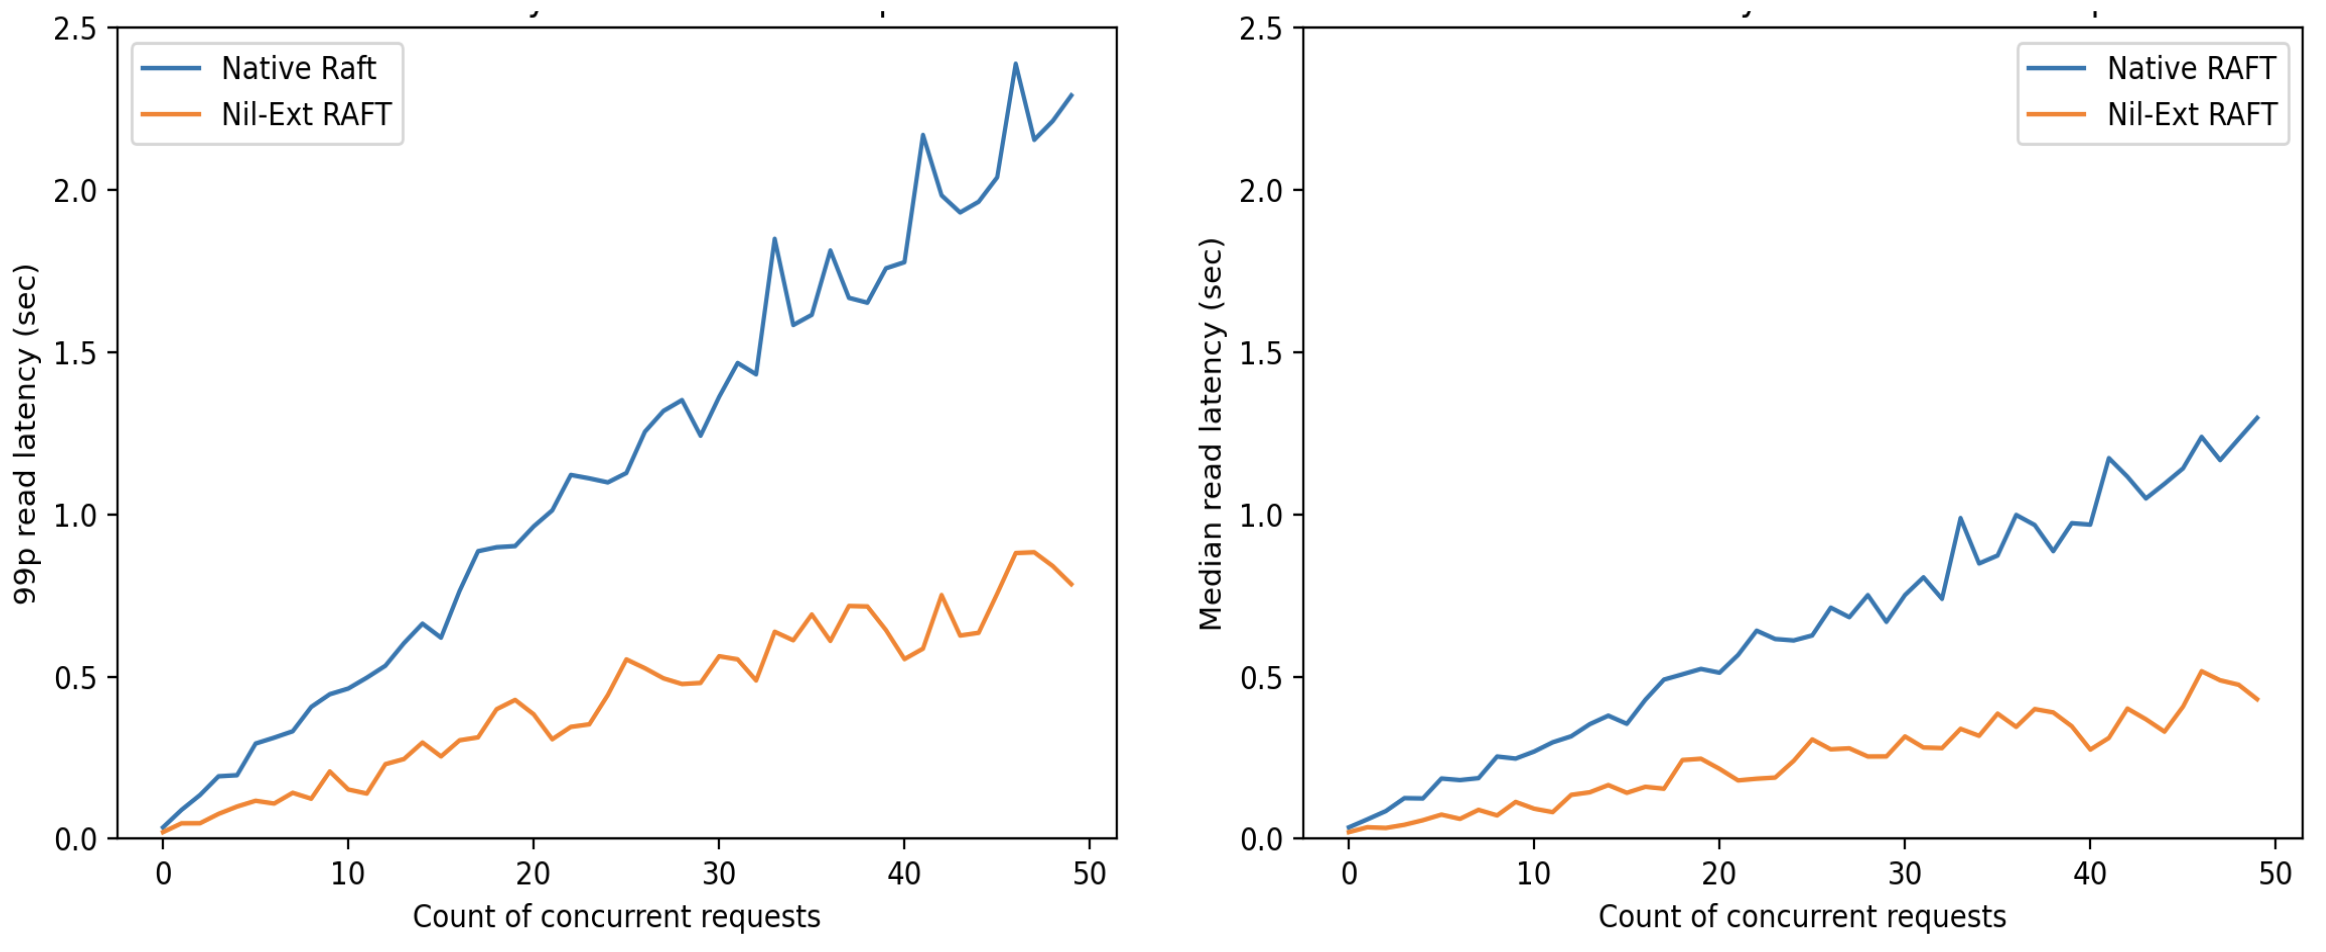 2.5
2.0
1.5
1.0
0.5
0.0
99p read latency (sec)
Native Raft
Nil-Ext RAFT
0 10 20 30 40 50
Count of concurrent requests
2.5
2.0
1.5
1.0
0.5
0.0
Median read latency (sec)
Native RAFT
Nil-Ext RAFT
0 10 20 30 40 50
Count of concurrent requests